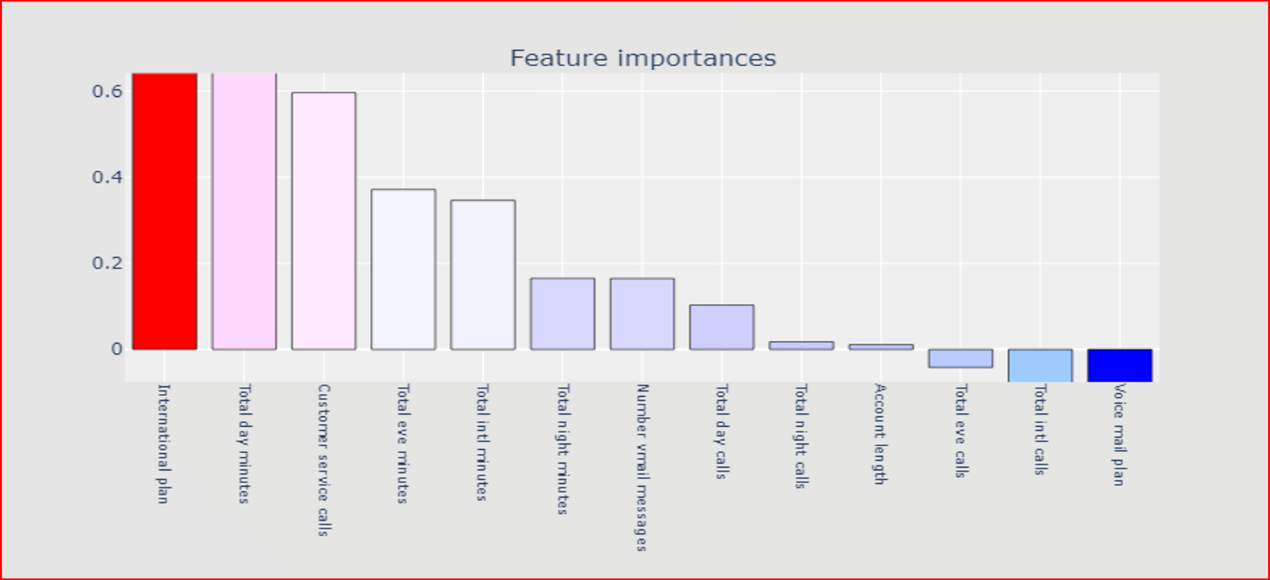 Feature importances
0.6
0.4
0.2
0
International plan
Total day minutes
Customer service calls
Total eve minutes
Total intl minutes
Total night minutes
Number vmail messages
Total day calls
Total night calls
Account length
Total eve calls
Total intl calls
Voice mail plan